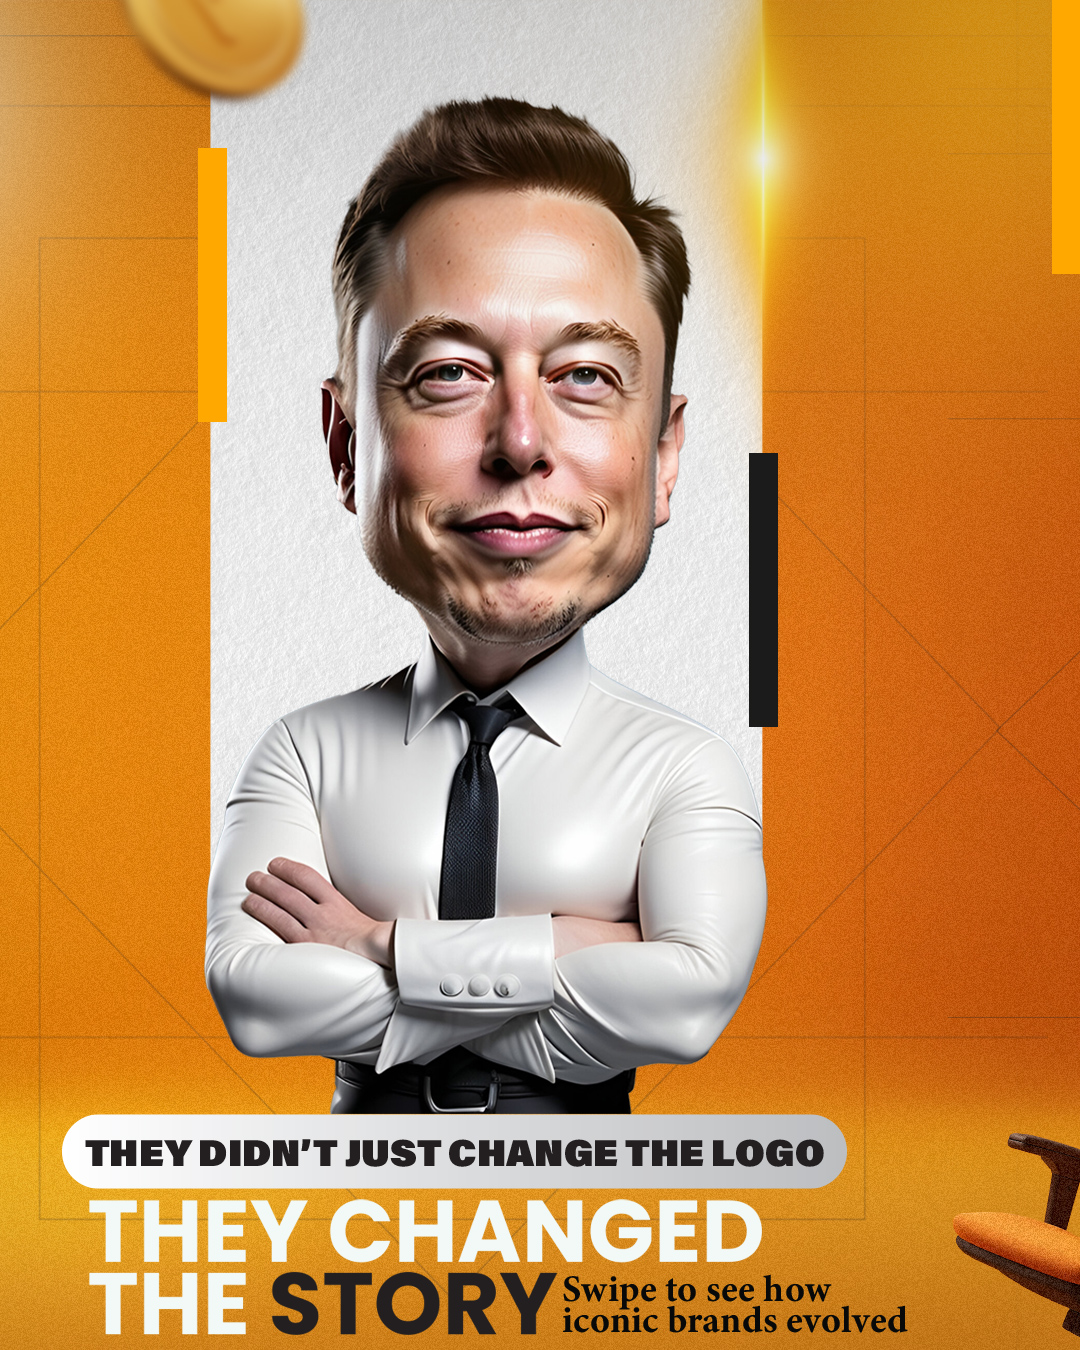 THEY DIDN'T JUST CHANGE THE LOGO
THEY CHANGED
THE STORY
Swipe to see how
iconic brands evolved